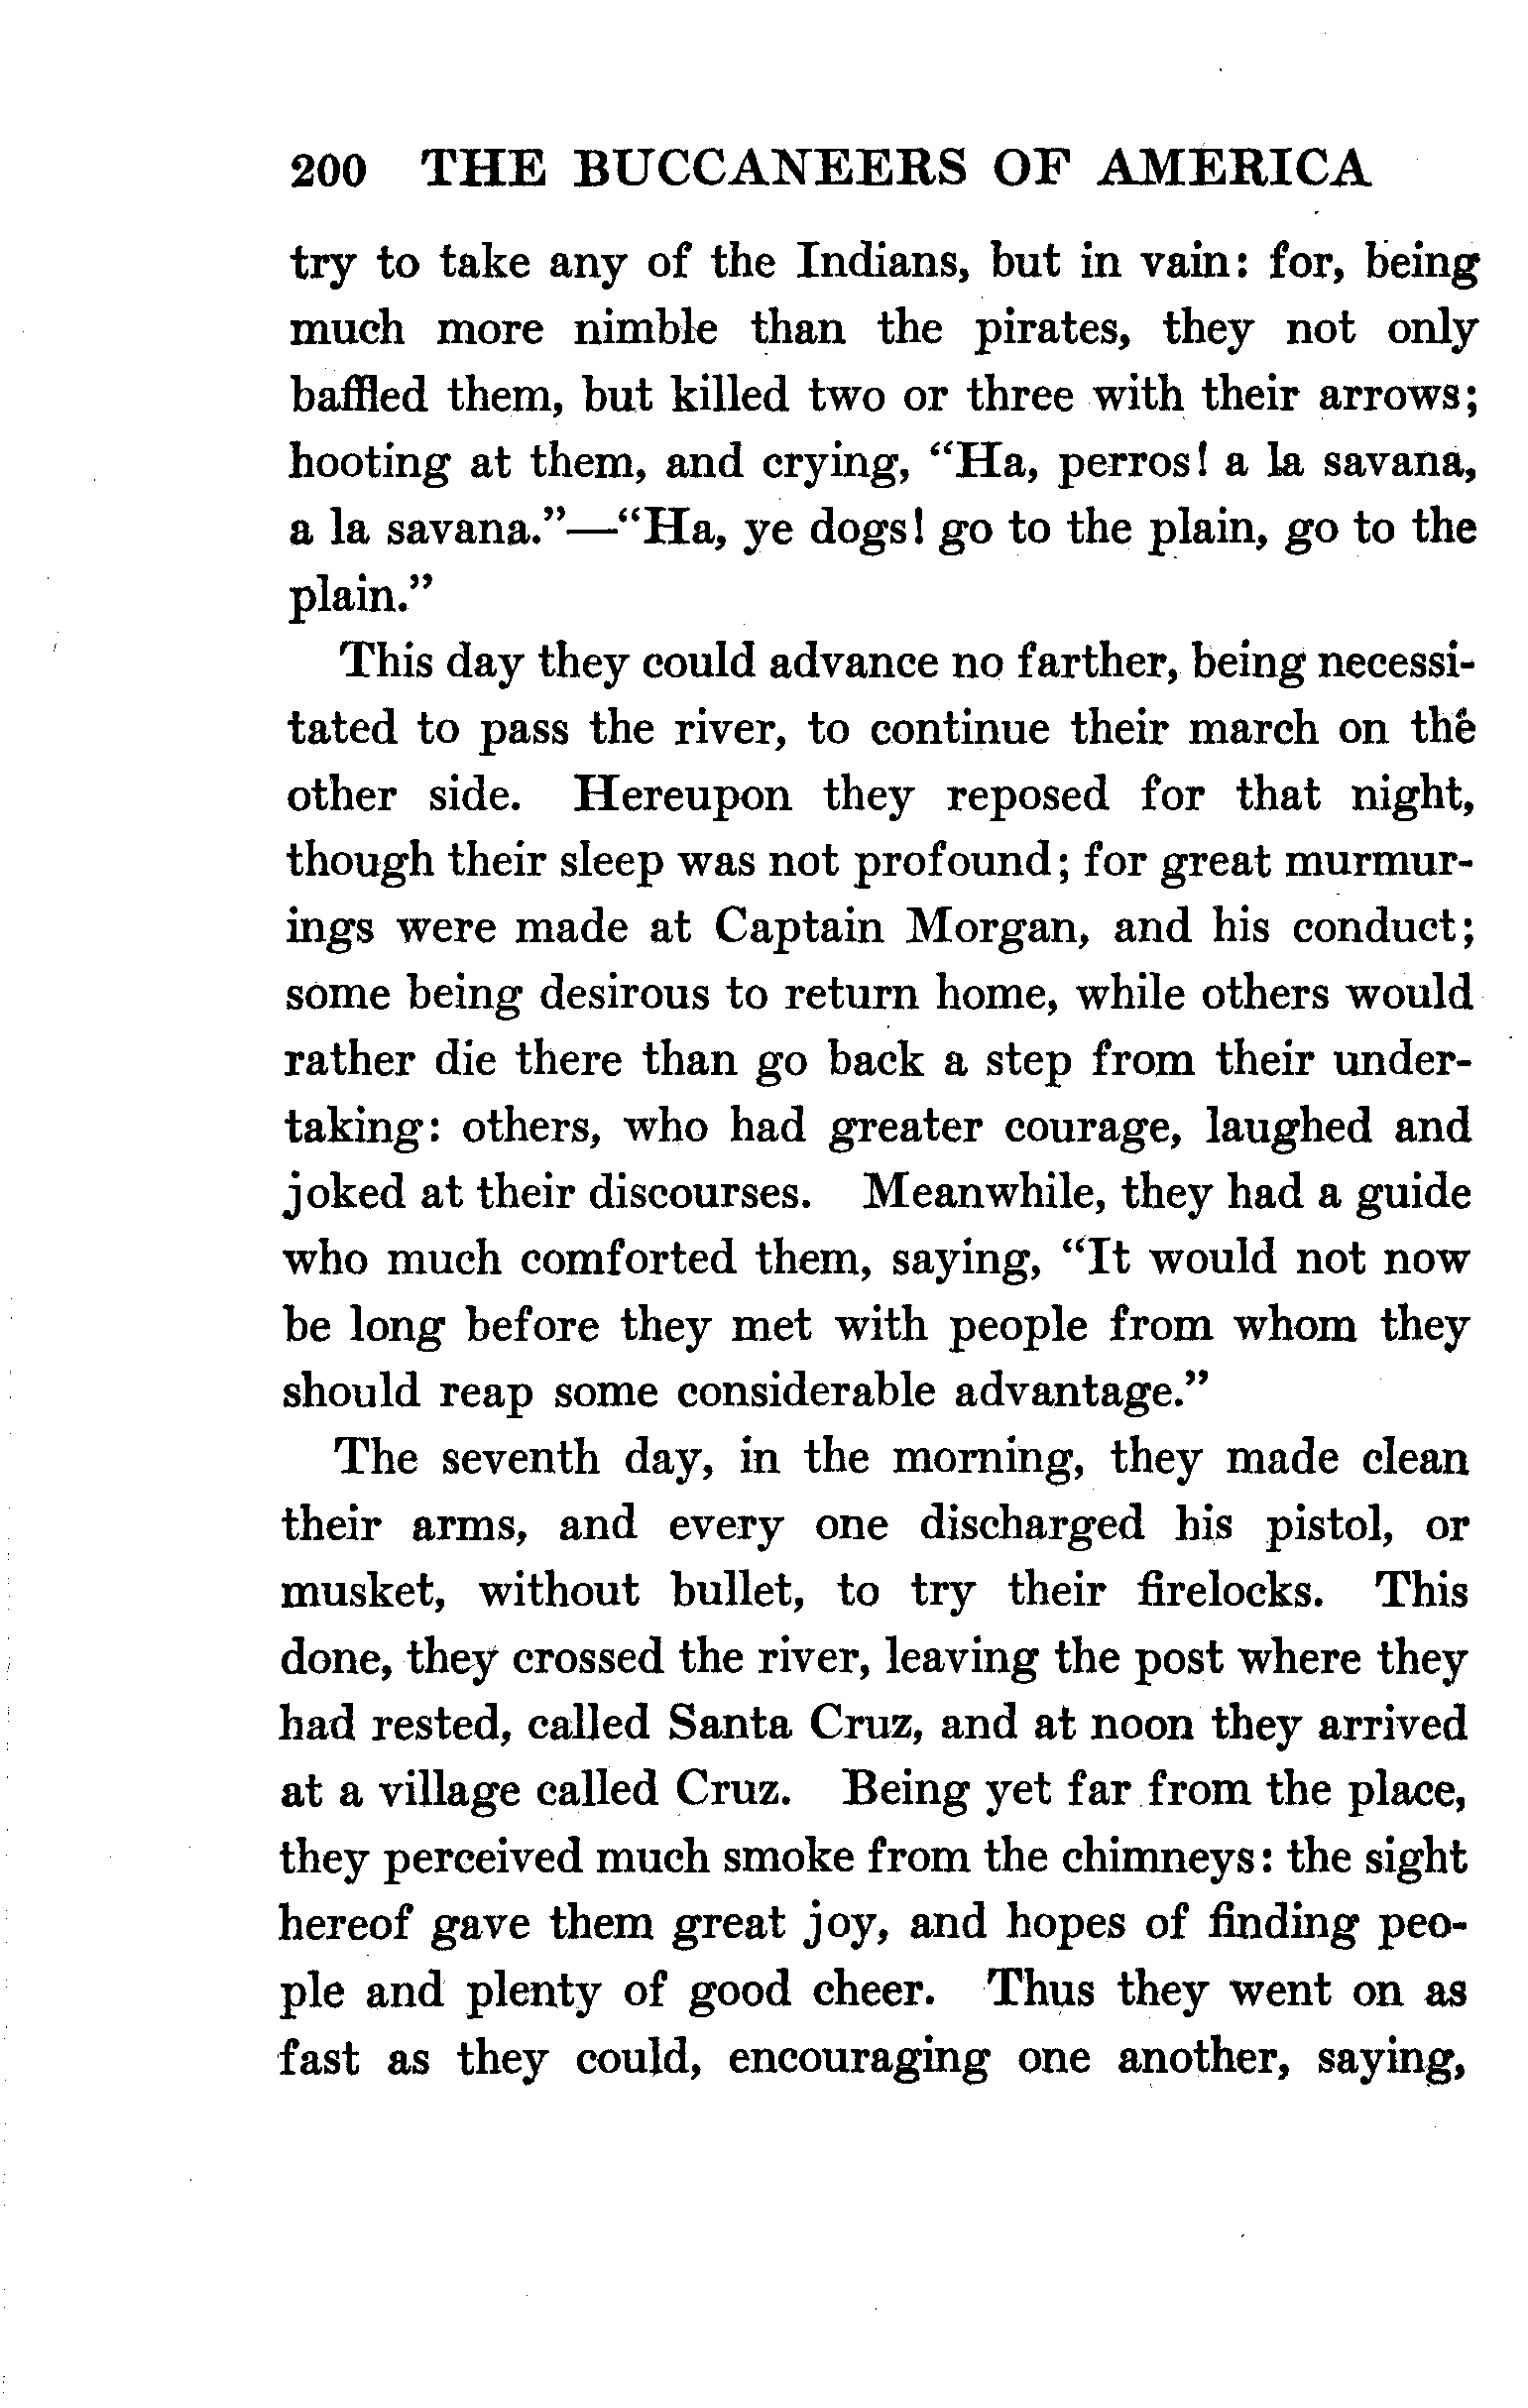 200 THE BUCCANEERS OF AMERICA
try to take any of the Indians, but in vain: for, being
much more nimble than the pirates, they not only
baffled them, but killed two or three with their arrows;
hooting at them, and crying, “Ha, perros! a la savana,
a la savana.”—“Ha, ye dogs! go to the plain, go to the
plain.”
This day they could advance no farther, being necessi-
tated to pass the river, to continue their march on the
other side. Hereupon they reposed for that night,
though their sleep was not profound; for great murmur-
ings were made at Captain Morgan, and his conduct;
some being desirous to return home, while others would
rather die there than go back a step from their under-
taking: others, who had greater courage, laughed and
joked at their discourses. Meanwhile, they had a guide
who much comforted them, saying, “It would not now
be long before they met with people from whom they
should reap some considerable advantage.”
The seventh day, in the morning, they made clean
their arms, and every one discharged his pistol, or
musket, without bullet, to try their firelocks. This
done, they crossed the river, leaving the post where they
had rested, called Santa Cruz, and at noon they arrived
at a village called Cruz. Being yet far from the place,
they perceived much smoke from the chimneys: the sight
hereof gave them great joy, and hopes of finding peo-
ple and plenty of good cheer. Thus they went on as
fast as they could, encouraging one another, saying,